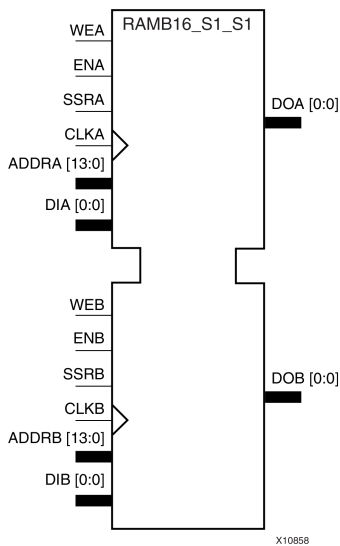 RAMB16_S1_S1
WEA
ENA
SSRA
CLKA
ADDRA [13:0]
DIA [0:0]
DOA [0:0]
WEB
ENB
SSRB
CLKB
ADDRB [13:0]
DIB [0:0]
DOB [0:0]
X10858